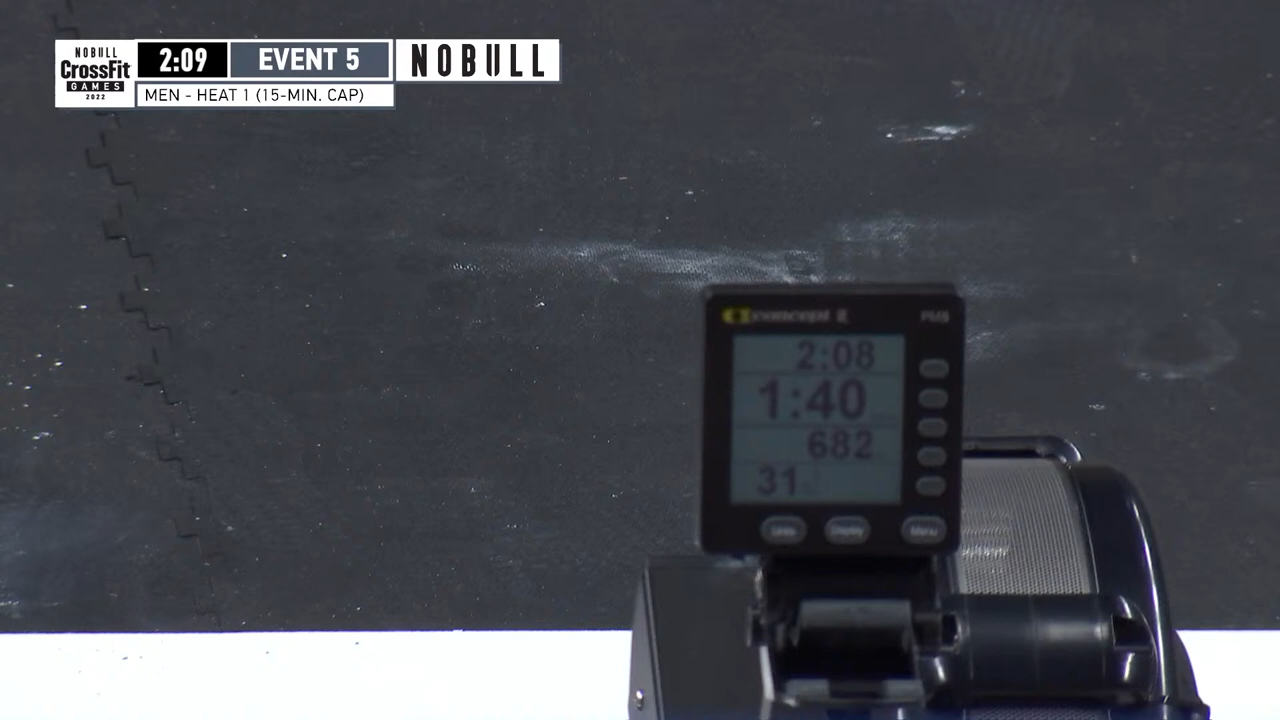 NOBULL
CrossFit
GAMES
2022
2:09
EVENT 5
NOBULL
MEN - HEAT 1 (15-MIN. CAP)
concept 2
PM5
2:08
1:40
682
31
Units
Display
Menu